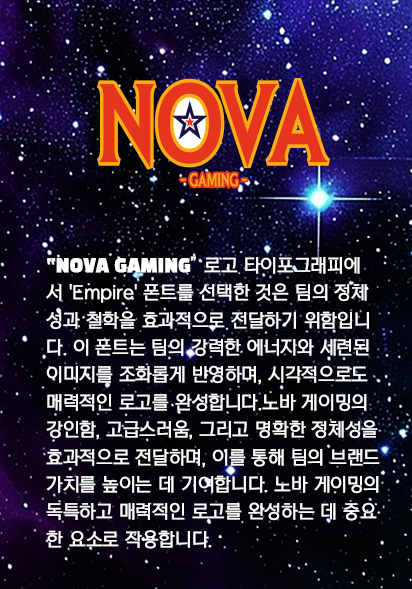 NOVA
- GAMING -
"NOVA GAMING" 로고 타이포그래피에
서 'Empire' 폰트를 선택한 것은 팀의 정체
성과 철학을 효과적으로 전달하기 위함입니
다. 이 폰트는 팀의 강력한 에너지와 세련된
이미지를 조화롭게 반영하며, 시각적으로도
매력적인 로고를 완성합니다.노바 게이밍의
강인함, 고급스러움, 그리고 명확한 정체성을
효과적으로 전달하며, 이를 통해 팀의 브랜드
가치를 높이는 데 기여합니다. 노바 게이밍의
독특하고 매력적인 로고를 완성하는 데 중요
한 요소로 작용합니다.